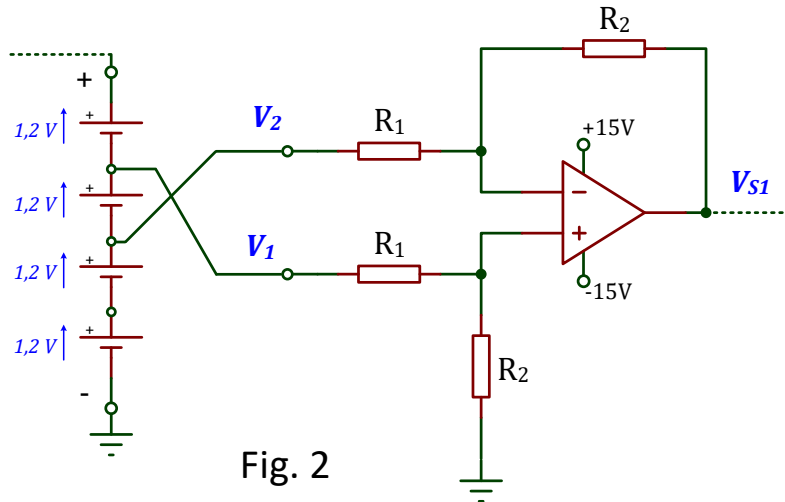 R2
+
+
1,2 V
V2
R1
+15V
+
1,2 V
−
VS1
+
1,2 V
V1
R1
+
-15V
+
1,2 V
-
R2
Fig. 2